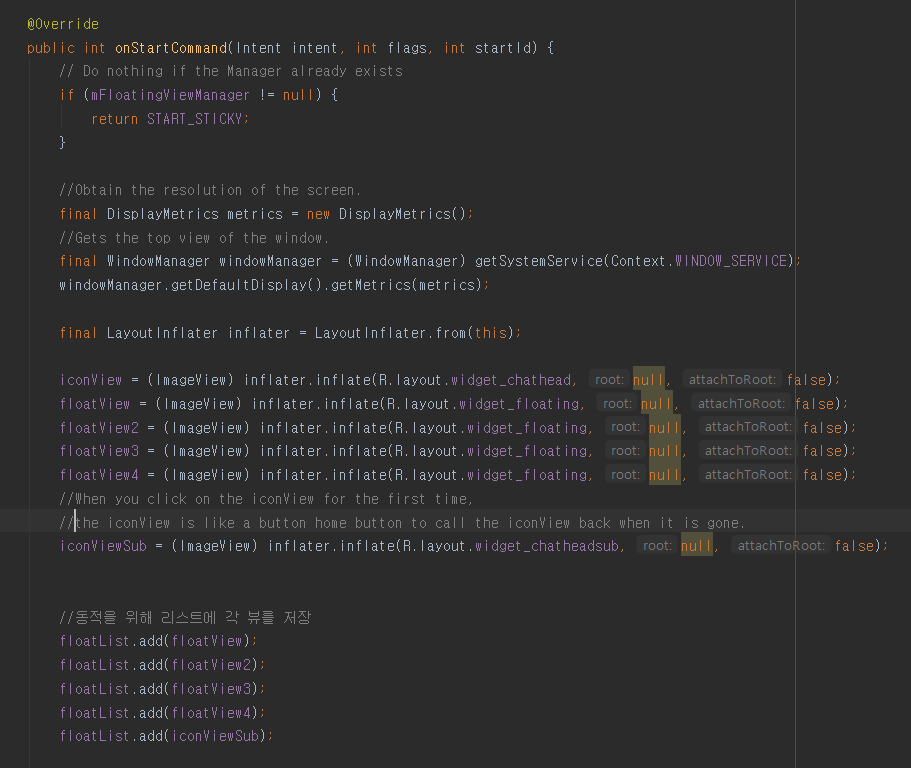 @Override
public int onStartCommand(Intent intent, int flags, int startId) {
// Do nothing if the Manager already exists
if (mFloatingViewManager != null) {
return START_STICKY;
}
//Obtain the resolution of the screen.
final DisplayMetrics metrics = new DisplayMetrics();
//Gets the top view of the window.
final WindowManager windowManager = (WindowManager) getSystemService(Context.WINDOW_SERVICE);
windowManager.getDefaultDisplay().getMetrics(metrics);
final LayoutInflater inflater = LayoutInflater.from(this);
iconView = (ImageView) inflater.inflate(R.layout.widget_chathead, root: null, attachToRoot: false);
floatView = (ImageView) inflater.inflate(R.layout.widget_floating, root: null, attachToRoot: false);
floatView2 = (ImageView) inflater.inflate(R.layout.widget_floating, root: null, attachToRoot: false);
floatView3 = (ImageView) inflater.inflate(R.layout.widget_floating, root: null, attachToRoot: false);
floatView4 = (ImageView) inflater.inflate(R.layout.widget_floating, root: null, attachToRoot: false);
//When you click on the iconView for the first time,
//the iconView is like a button home button to call the iconView back when it is gone.
iconViewSub = (ImageView) inflater.inflate(R.layout.widget_chatheadsub, root: null, attachToRoot: false);
//동적을 위해 리스트에 각 뷰를 저장
floatList.add(floatView);
floatList.add(floatView2);
floatList.add(floatView3);
floatList.add(floatView4);
floatList.add(iconViewSub);